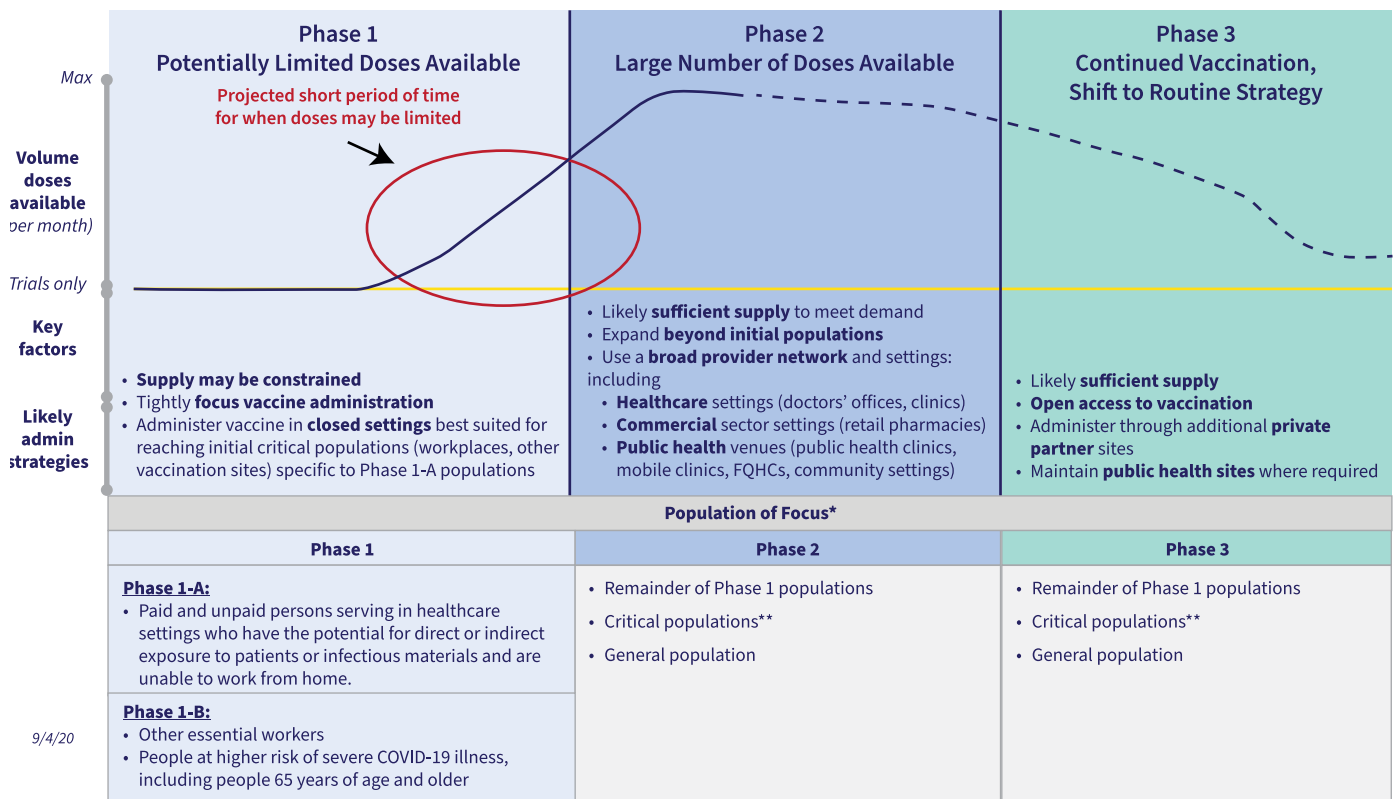 Phase 1
Potentially Limited Doses Available
Projected short period of time
for when doses may be limited
Phase 2
Large Number of Doses Available
Phase 3
Continued Vaccination,
Shift to Routine Strategy
Max
Volume
doses
available
per month)
Trials only
Key
factors
Likely
admin
strategies
• Supply may be constrained
• Tightly focus vaccine administration
• Administer vaccine in closed settings best suited for
reaching initial critical populations (workplaces, other
vaccination sites) specific to Phase 1-A populations
• Likely sufficient supply to meet demand
• Expand beyond initial populations
• Use a broad provider network and settings:
including
• Healthcare settings (doctors’ offices, clinics)
• Commercial sector settings (retail pharmacies)
• Public health venues (public health clinics,
mobile clinics, FQHCs, community settings)
• Likely sufficient supply
• Open access to vaccination
• Administer through additional private
partner sites
• Maintain public health sites where required
Population of Focus*
Phase 1
Phase 2
Phase 3
Phase 1-A:
• Paid and unpaid persons serving in healthcare
settings who have the potential for direct or indirect
exposure to patients or infectious materials and are
unable to work from home.
Phase 1-B:
• Other essential workers
• People at higher risk of severe COVID-19 illness,
including people 65 years of age and older
• Remainder of Phase 1 populations
• Critical populations**
• General population
• Remainder of Phase 1 populations
• Critical populations**
• General population
9/4/20